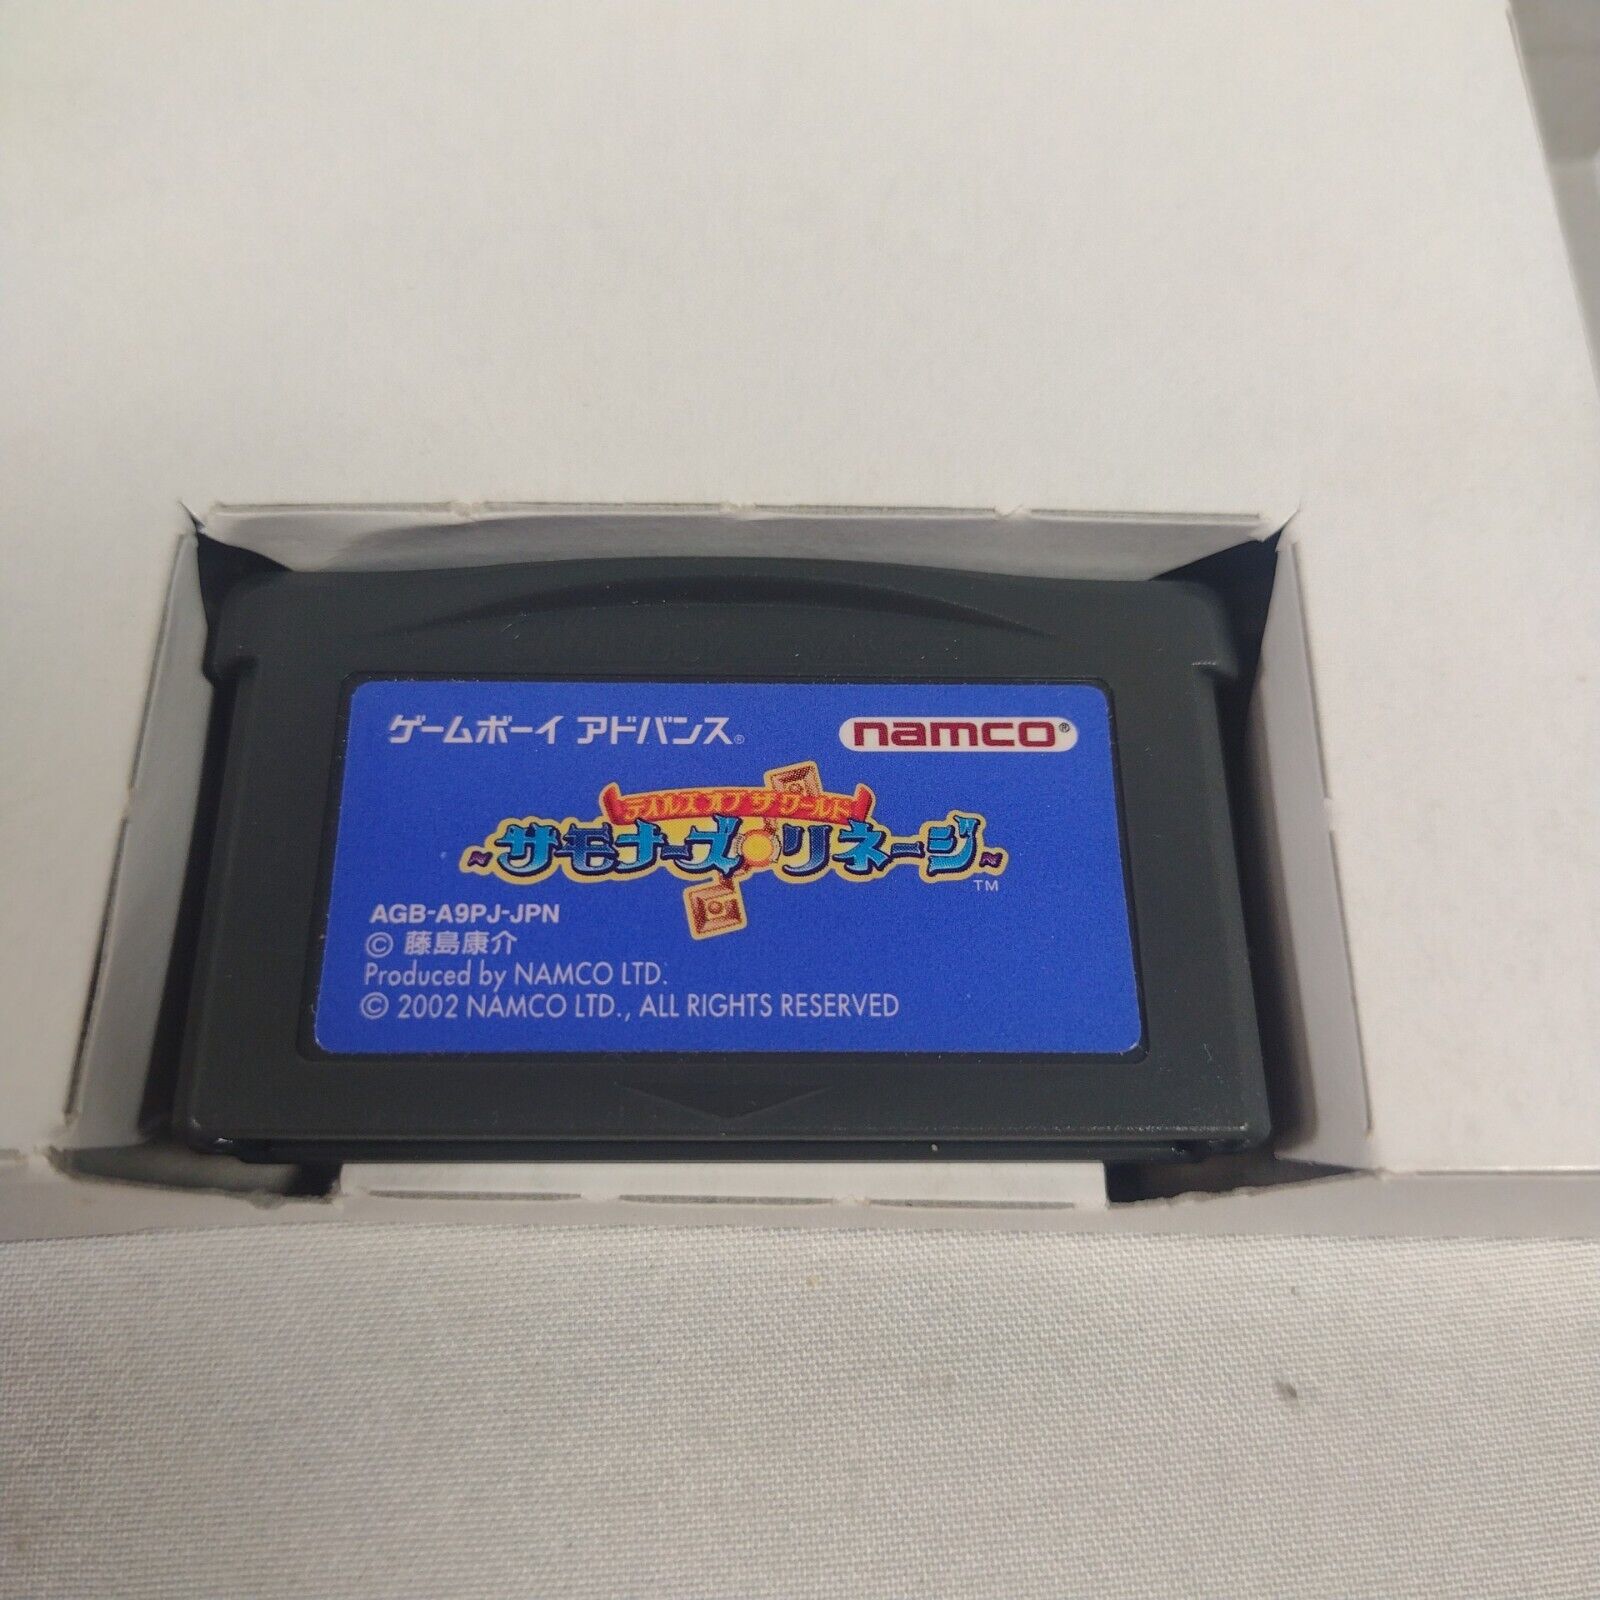 ゲームボーイ アドバンス®
namco®
テイルズ オブ ザ ワールド
~サモナーズ・リネージ~
TM
AGB-A9PJ-JPN
© 藤島康介
Produced by NAMCO LTD.
© 2002 NAMCO LTD., ALL RIGHTS RESERVED